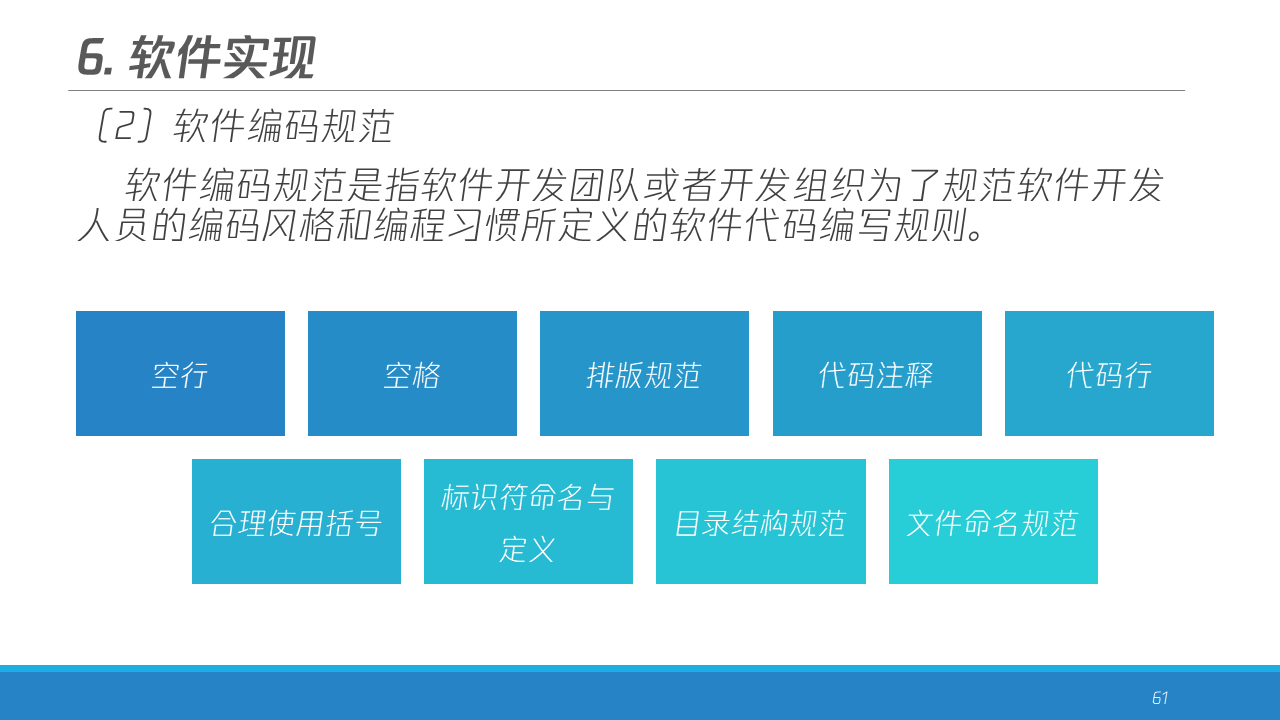 6. 软件实现
（2）软件编码规范
软件编码规范是指软件开发团队或者开发组织为了规范软件开发
人员的编码风格和编程习惯所定义的软件代码编写规则。
空行
空格
排版规范
代码注释
代码行
合理使用括号
标识符命名与
定义
目录结构规范
文件命名规范
61